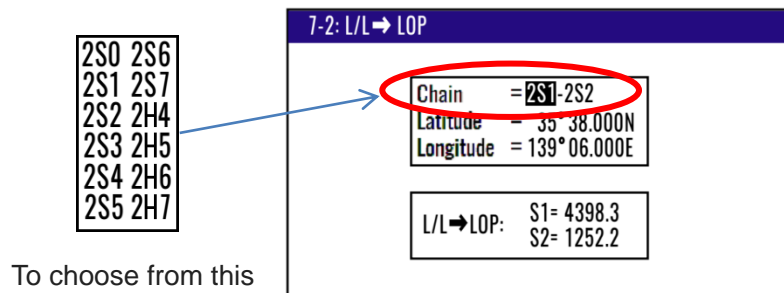 2S0 2S6
2S1 2S7
2S2 2H4
2S3 2H5
2S4 2H6
2S5 2H7
To choose from this
7-2: L/L➡ LOP
Chain = 2S1-2S2
Latitude = 35°38.000N
Longitude = 139°06.000E
L/L➡LOP: S1= 4398.3
S2= 1252.2